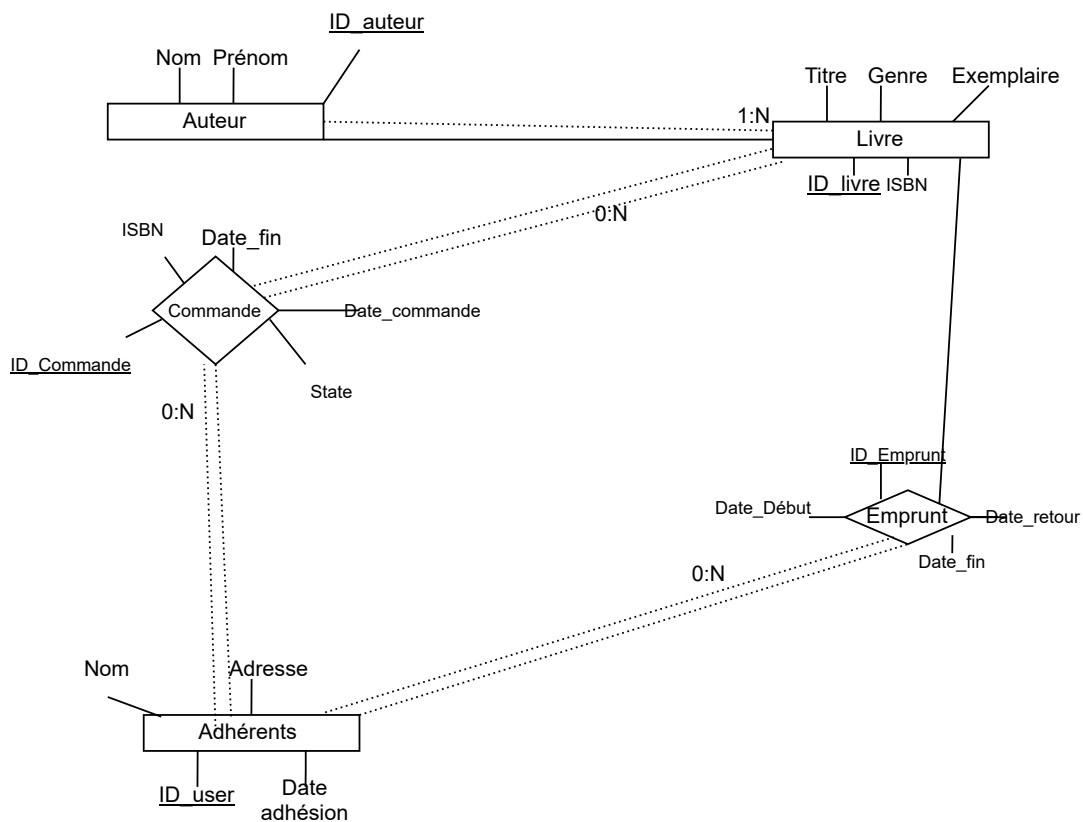 ID_auteur
Nom
Prénom
Auteur
Titre
Genre
Exemplaire
1:N
Livre
ID_livre
ISBN
0:N
ISBN
Date_fin
Commande
Date_commande
ID_Commande
State
0:N
ID_Emprunt
Date_Début
Emprunt
Date_retour
Date_fin
0:N
Nom
Adresse
Adhérents
ID_user
Date
adhésion